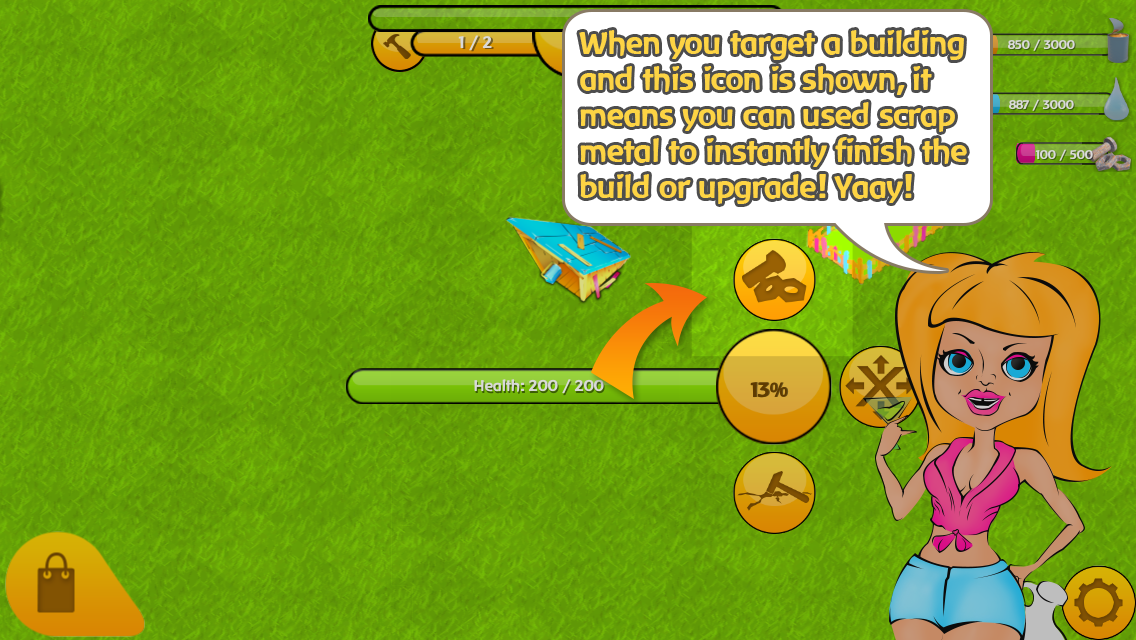 1 / 2
When you target a building
and this icon is shown, it
means you can used scrap
metal to instantly finish the
build or upgrade! Yaay!
850 / 3000
887 / 3000
100 / 500
Health: 200 / 200
13%